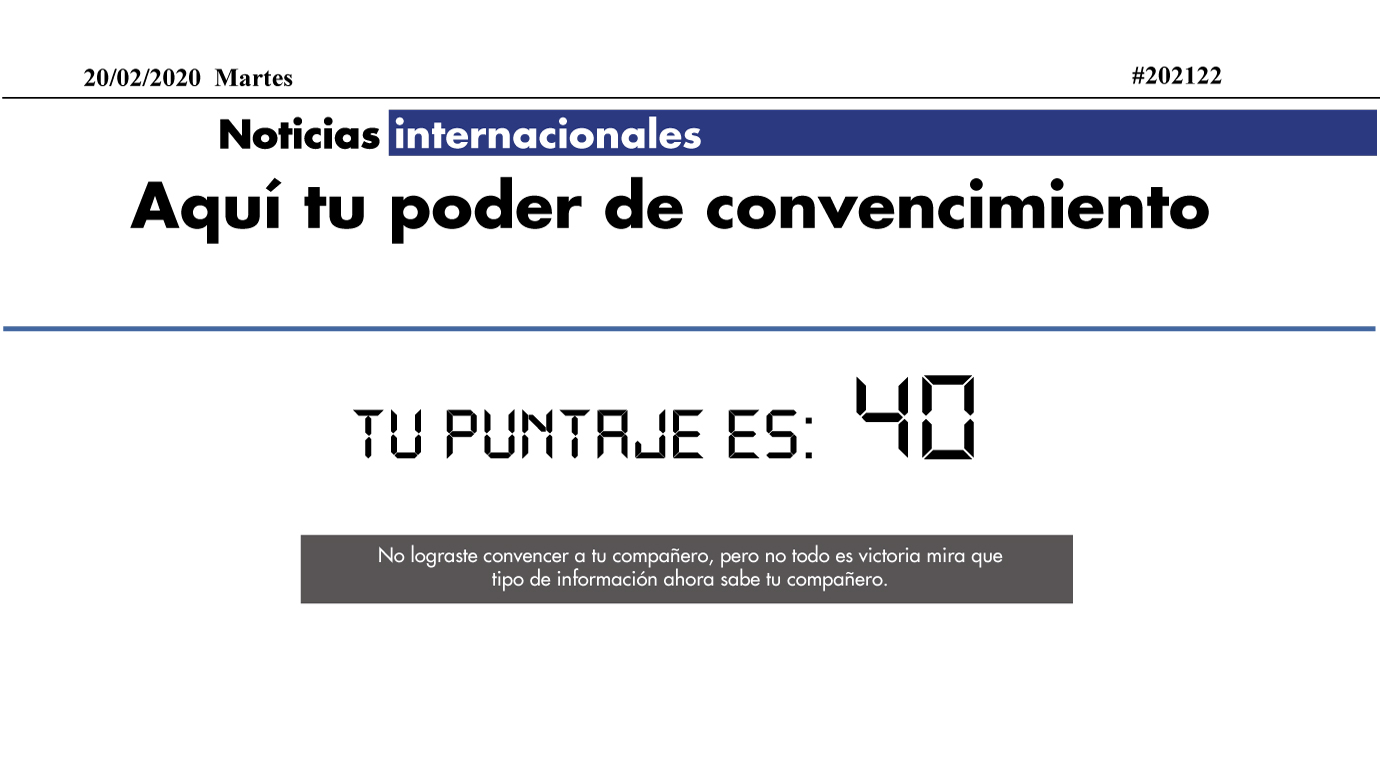 20/02/2020 Martes
#202122
Noticias internacionales
Aquí tu poder de convencimiento
TU PUNTAJE ES: 40
No lograste convencer a tu compañero, pero no todo es victoria mira que
tipo de información ahora sabe tu compañero.